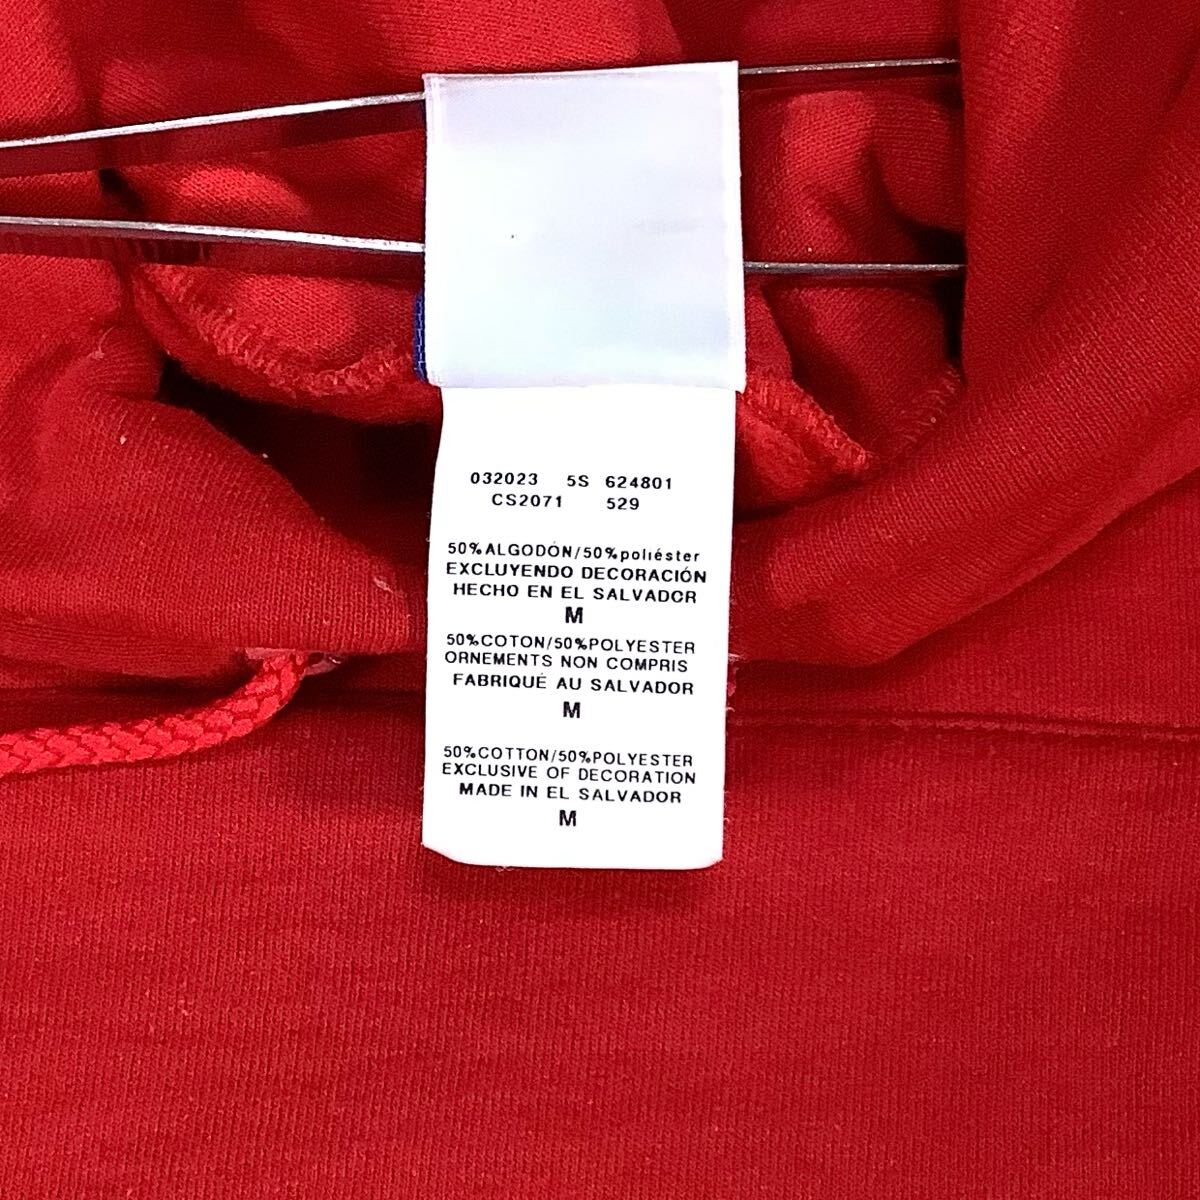 032023 5S 624801
CS2071 529
50%ALGODÓN/50%poliéster
EXCLUYENDO DECORACIÓN
HECHO EN EL SALVADOR
M
50%COTON/50%POLYESTER
ORNEMENTS NON COMPRIS
FABRIQUÉ AU SALVADOR
M
50%COTTON/50%POLYESTER
EXCLUSIVE OF DECORATION
MADE IN EL SALVADOR
M